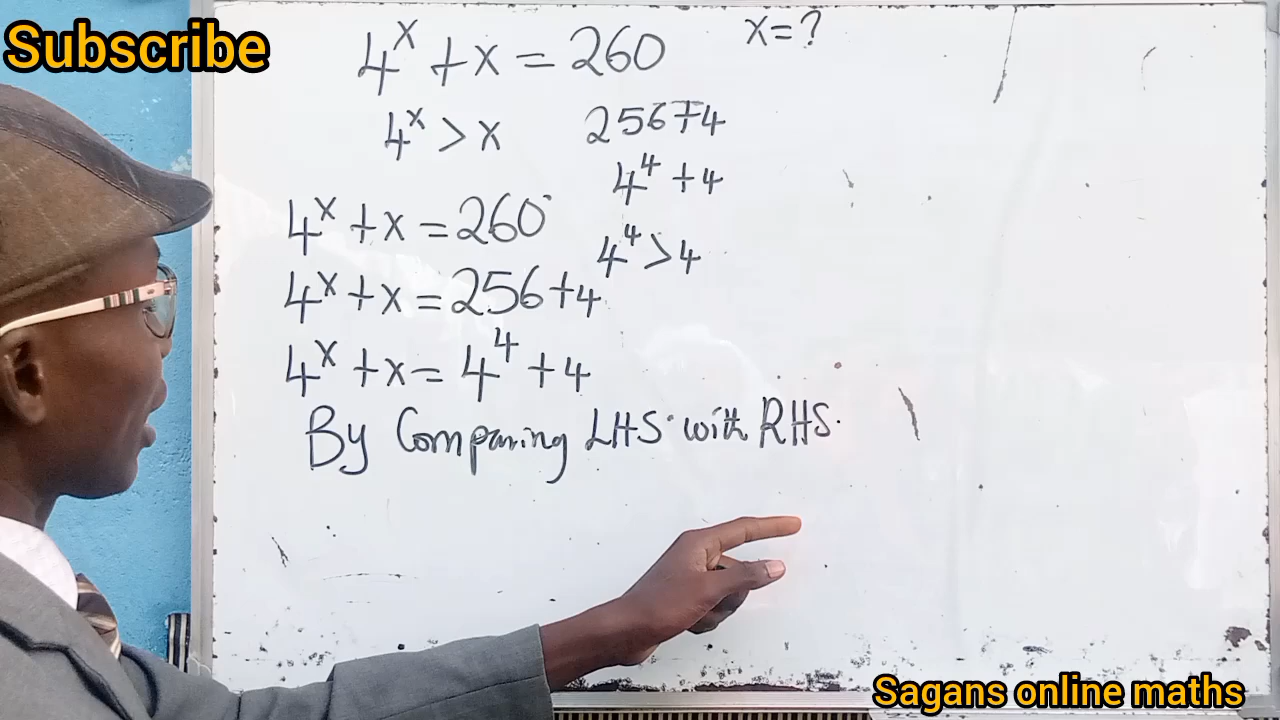 Subscribe
4^x + x = 260 x = ?
4^x > x 256+4
4^4 + 4
4^x + x = 260
4^4 > 4
4^x + x = 256 + 4
4^x + x = 4^4 + 4
By Comparing LHS with RHS.
Sagans online maths